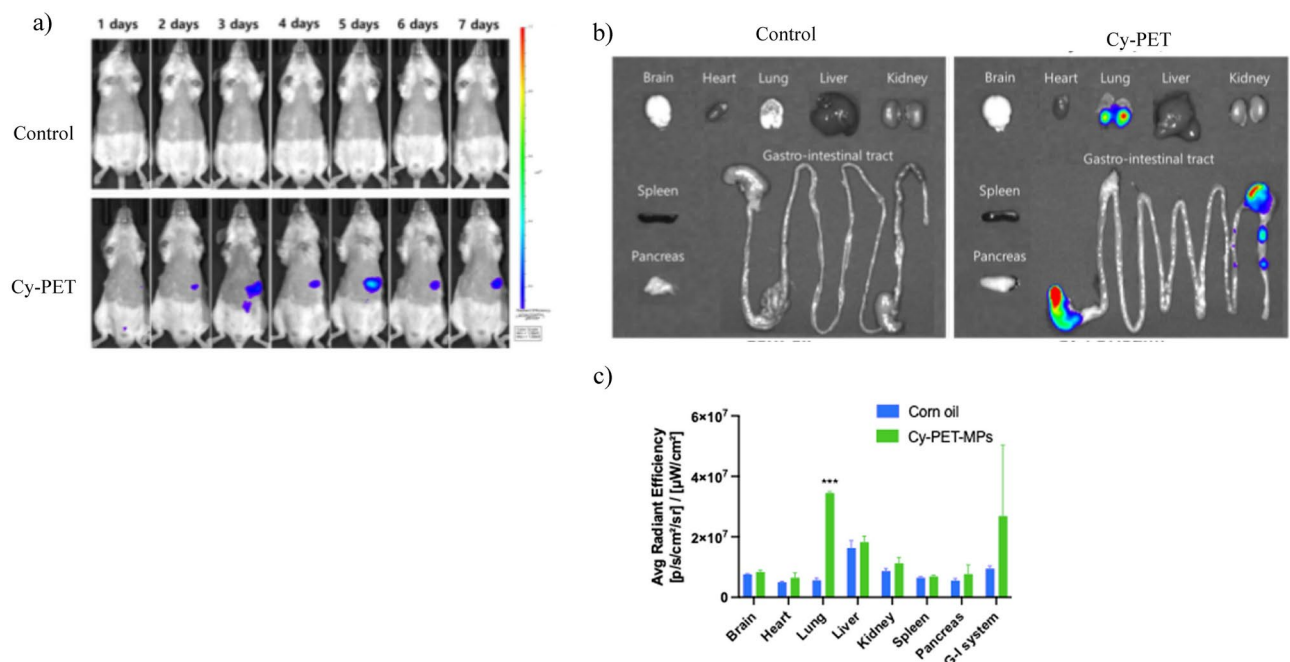 a)
1 days 2 days 3 days 4 days 5 days 6 days 7 days
Control
Cy-PET
b)
Control
Brain Heart Lung Liver Kidney
Gastro-intestinal tract
Spleen
Pancreas
Cy-PET
Brain Heart Lung Liver Kidney
Gastro-intestinal tract
Spleen
Pancreas
c)
Corn oil
Cy-PET-MPs
Avg Radiant Efficiency
[p/s/cm²/sr] / [μW/cm²]
6×10⁷
4×10⁷
2×10⁷
0
***
Brain
Heart
Lung
Liver
Kidney
Spleen
Pancreas
G-I system